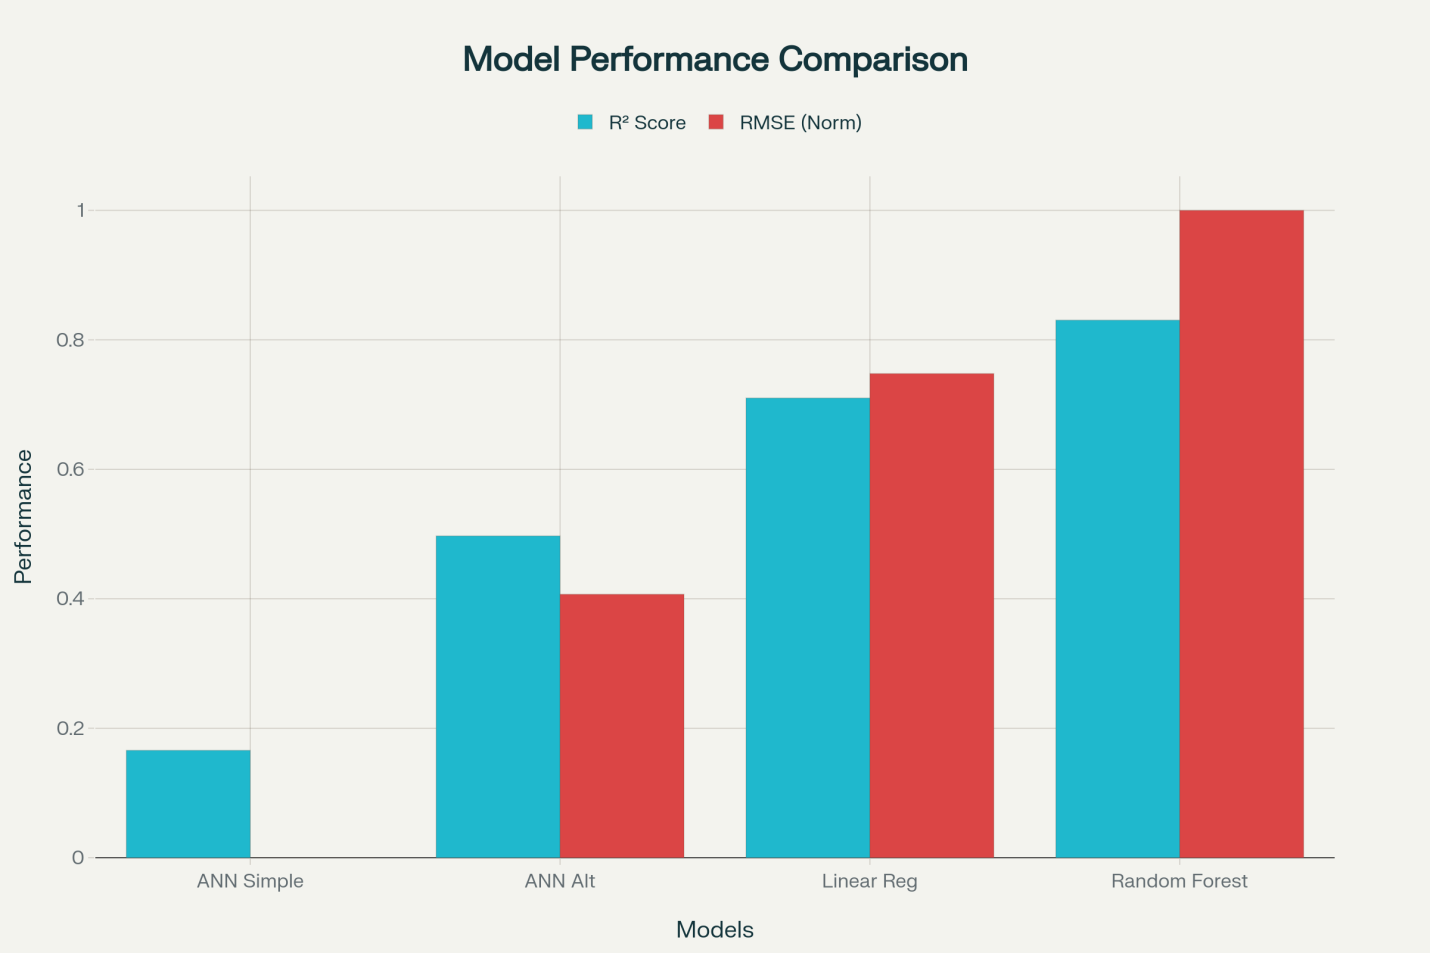 Model Performance Comparison
R² Score
RMSE (Norm)
1
0.8
0.6
0.4
0.2
0
Performance
ANN Simple
ANN Alt
Linear Reg
Random Forest
Models